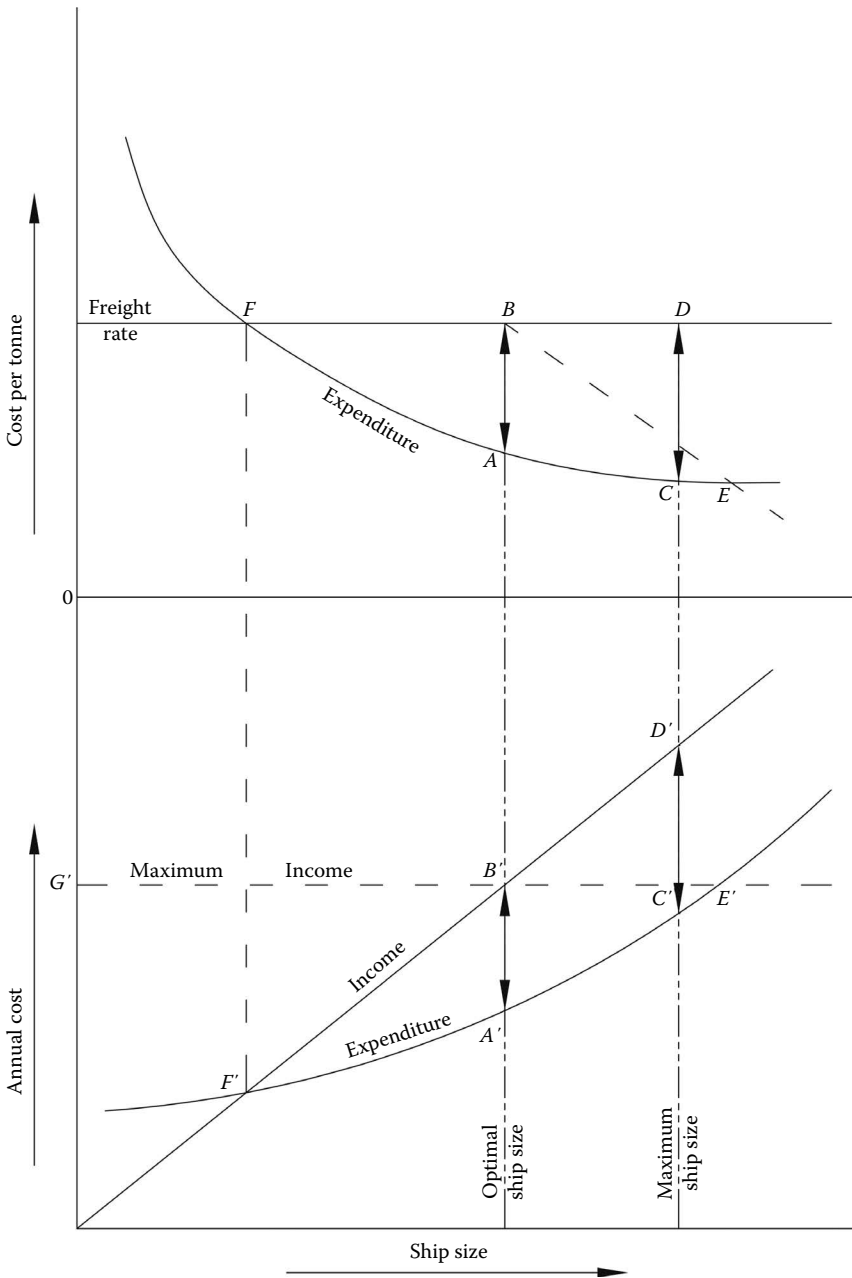 Cost per tonne
Freight
rate
F
B
D
Expenditure
A
C
E
0
D′
G′
Maximum
Income
B′
C′
E′
Income
Expenditure
A′
F′
Annual cost
Optimal
ship size
Maximum
ship size
Ship size